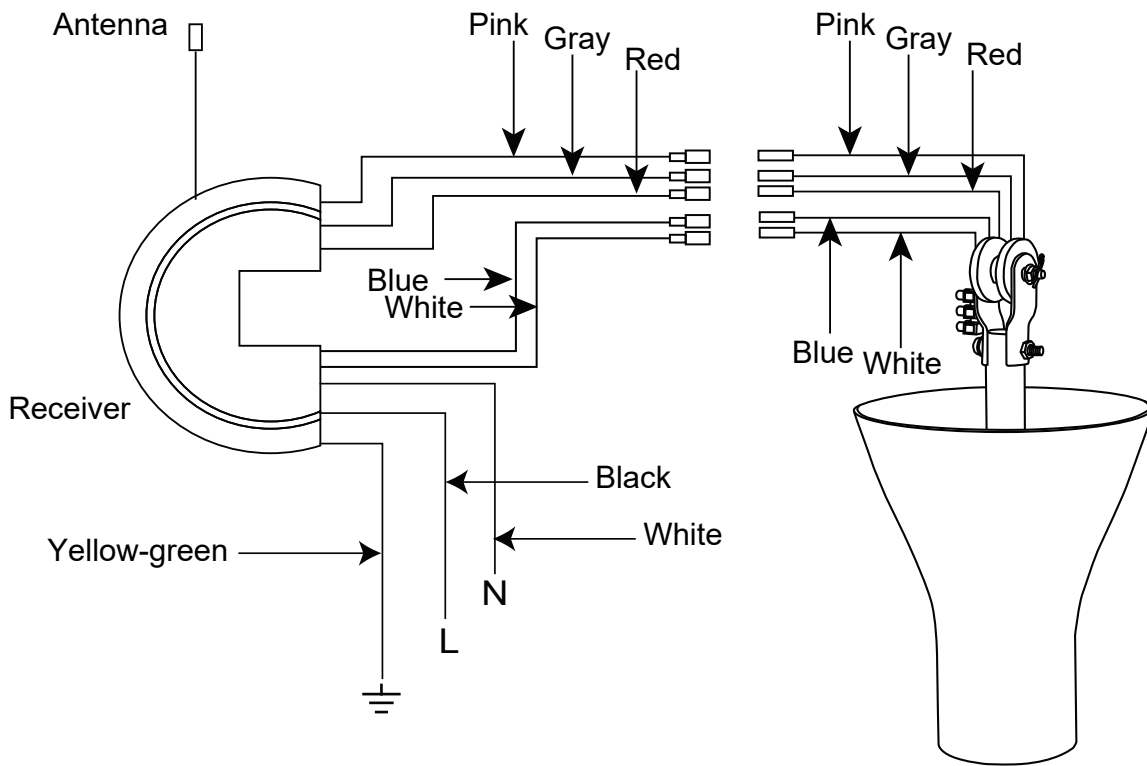 Antenna
Pink
Gray
Red
Pink
Gray
Red
Blue
White
Blue
White
Receiver
Black
White
Yellow-green
N
L